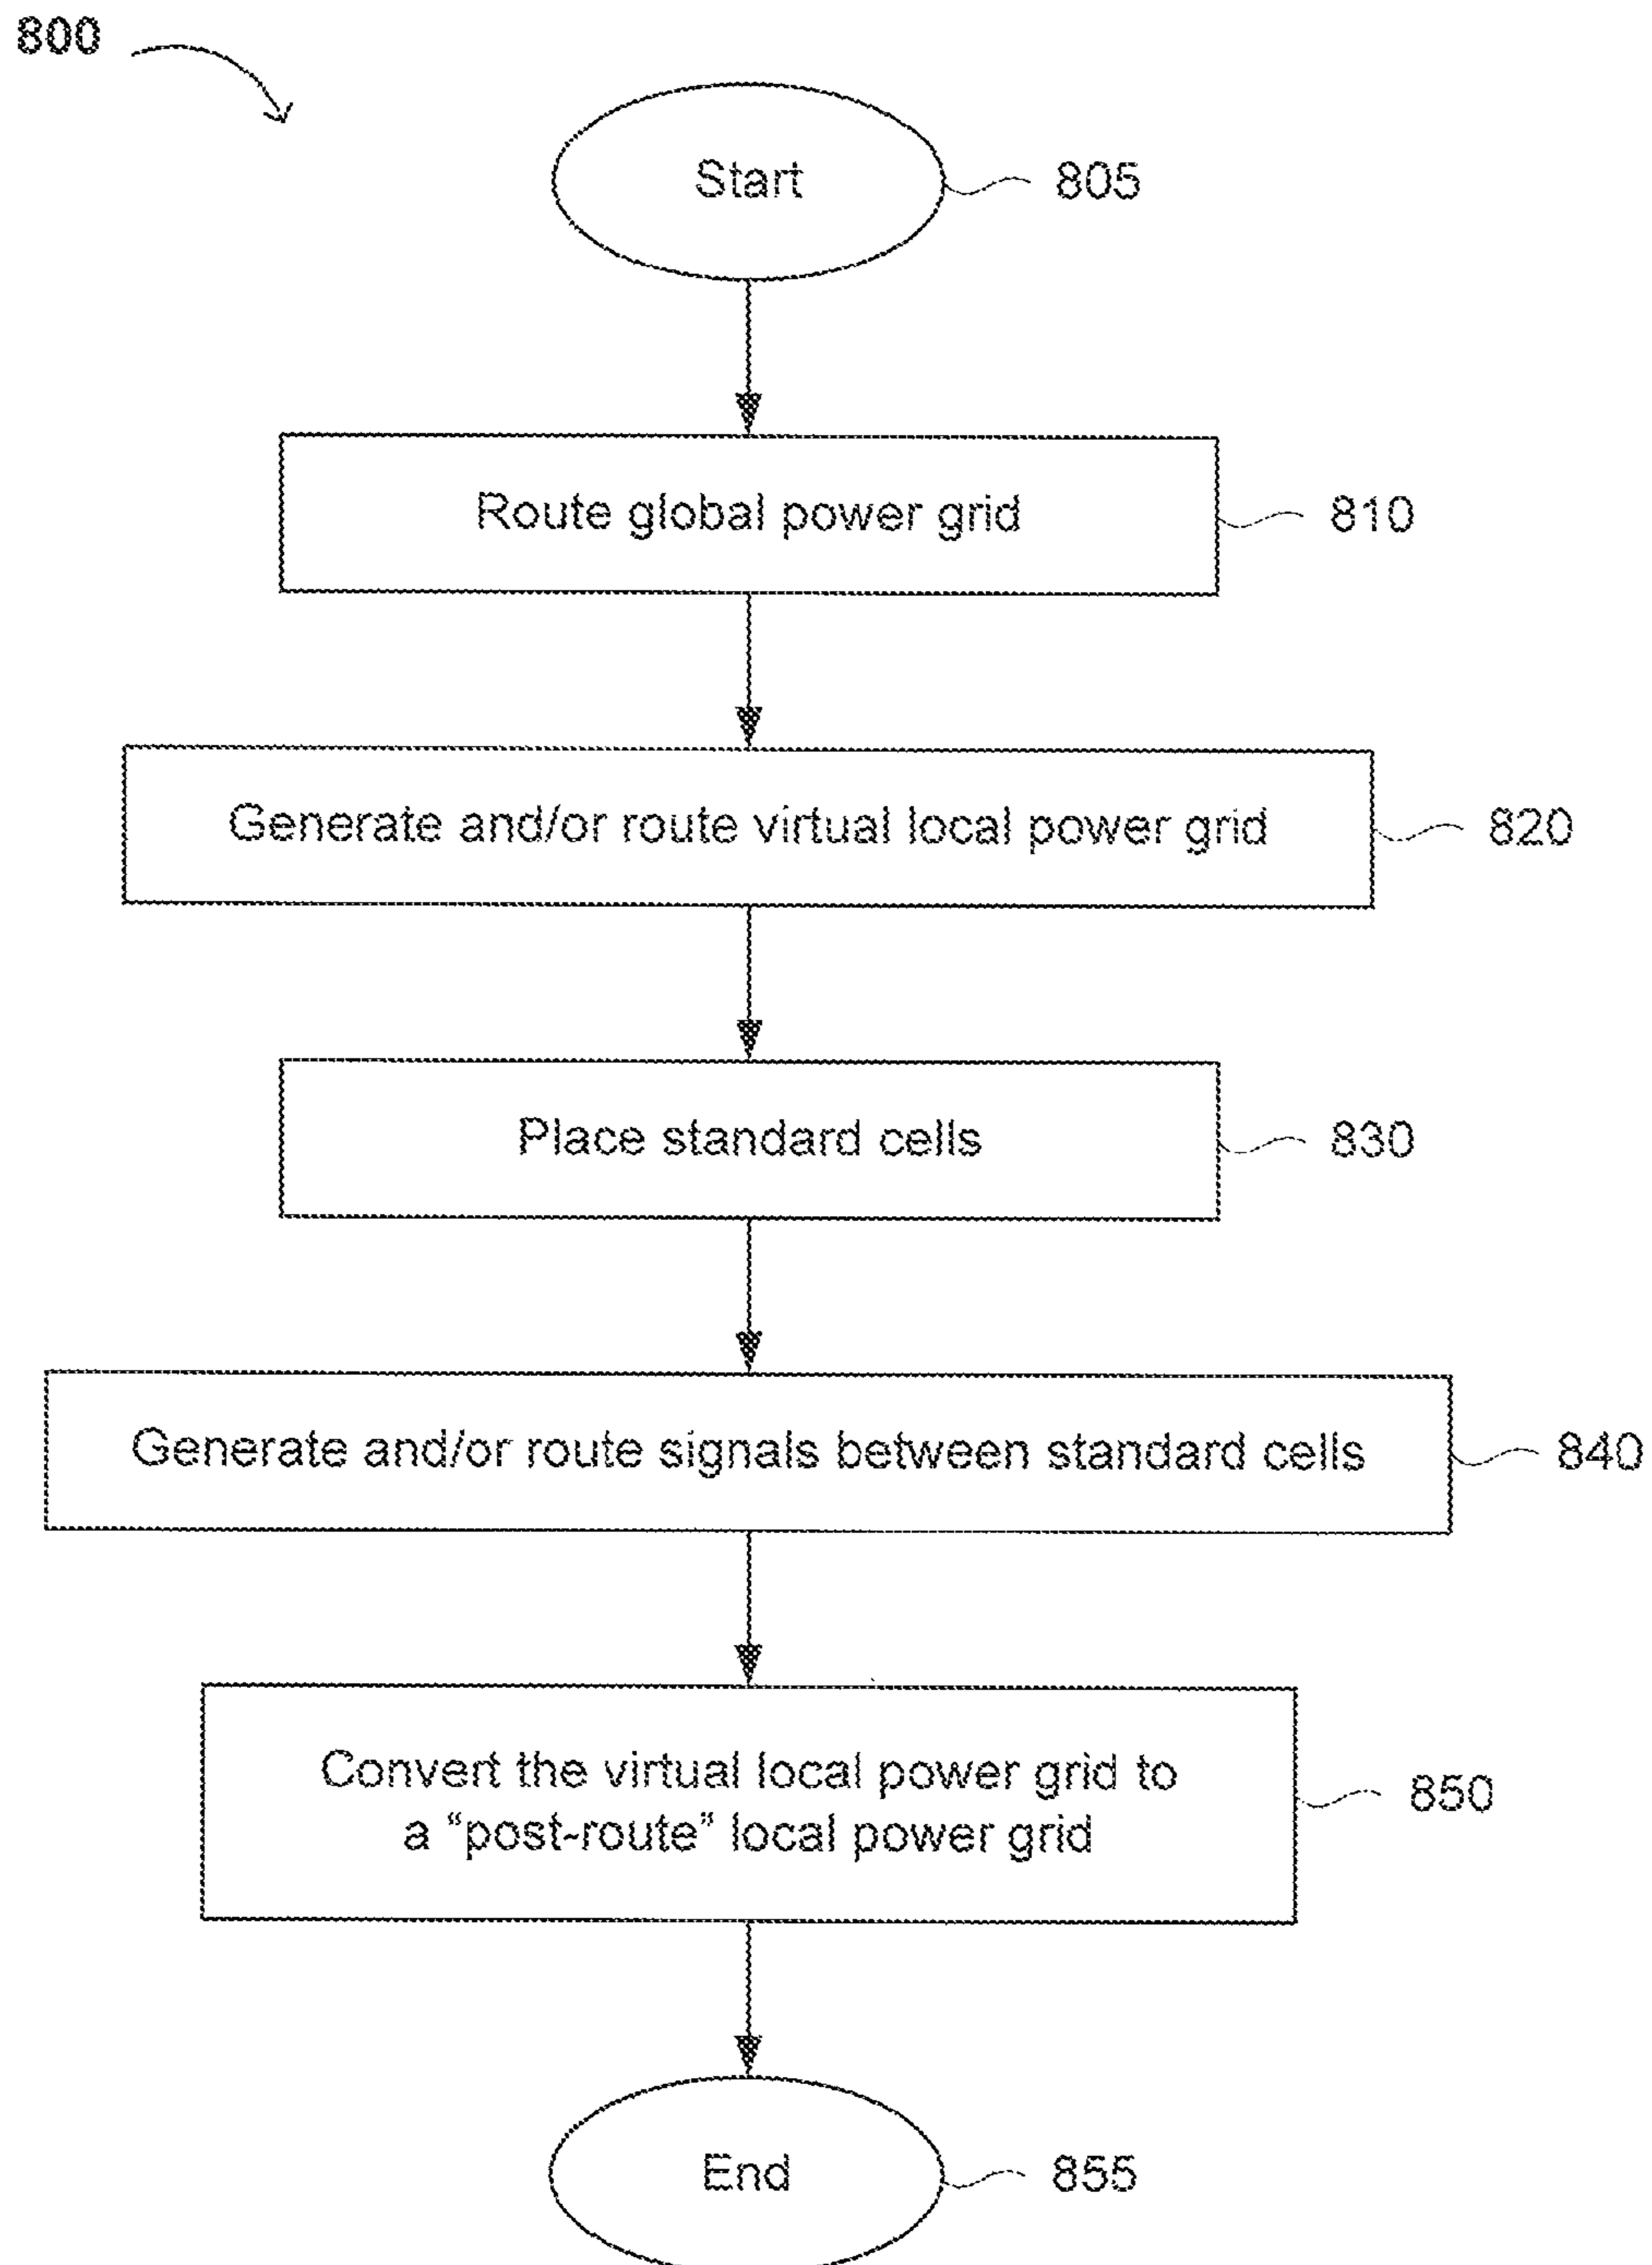 800
Start
805
Route global power grid
810
Generate and/or route virtual local power grid
820
Place standard cells
830
Generate and/or route signals between standard cells
840
Convert the virtual local power grid to
a “post-route” local power grid
850
End
855